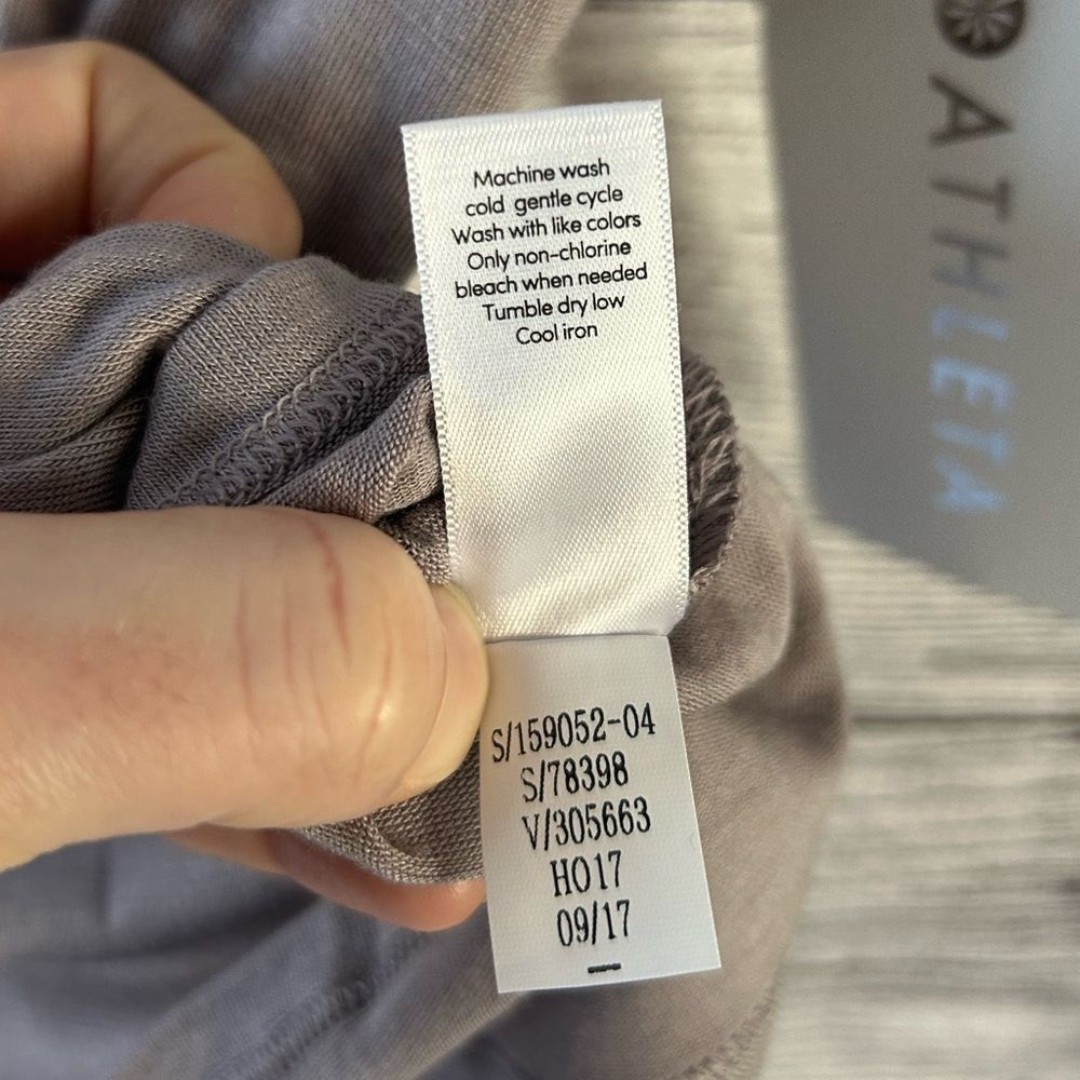 Machine wash
cold gentle cycle
Wash with like colors
Only non-chlorine
bleach when needed
Tumble dry low
Cool iron
S/159052-04
S/78398
V/305663
HO17
09/17
ATHLETA